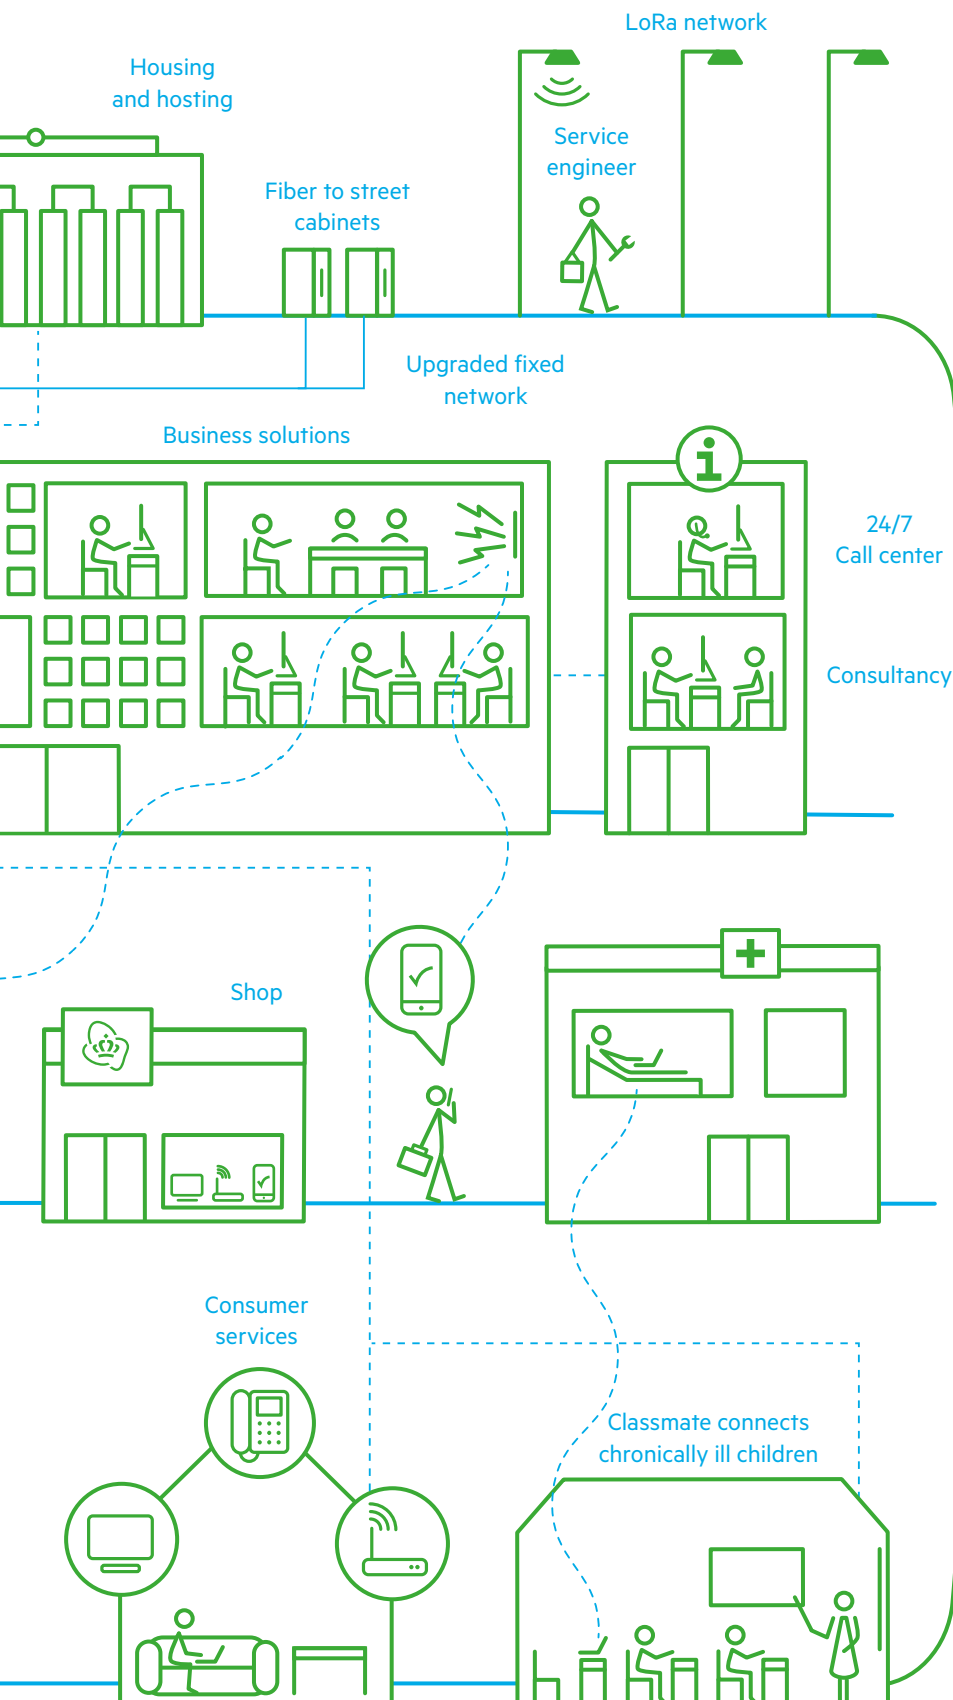 LoRa network
Housing
and hosting
Service
engineer
Fiber to street
cabinets
Upgraded fixed
network
Business solutions
24/7
Call center
Consultancy
Shop
Consumer
services
Classmate connects
chronically ill children